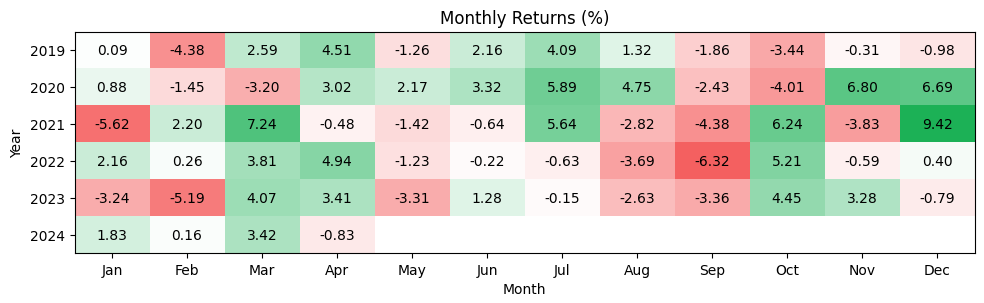 Monthly Returns (%)
2019 0.09 -4.38 2.59 4.51 -1.26 2.16 4.09 1.32 -1.86 -3.44 -0.31 -0.98
2020 0.88 -1.45 -3.20 3.02 2.17 3.32 5.89 4.75 -2.43 -4.01 6.80 6.69
2021 -5.62 2.20 7.24 -0.48 -1.42 -0.64 5.64 -2.82 -4.38 6.24 -3.83 9.42
2022 2.16 0.26 3.81 4.94 -1.23 -0.22 -0.63 -3.69 -6.32 5.21 -0.59 0.40
2023 -3.24 -5.19 4.07 3.41 -3.31 1.28 -0.15 -2.63 -3.36 4.45 3.28 -0.79
2024 1.83 0.16 3.42 -0.83
Jan Feb Mar Apr May Jun Jul Aug Sep Oct Nov Dec
Month
Year